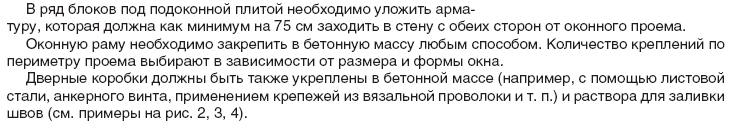 В ряд блоков под подоконной плитой необходимо уложить арма-
туру, которая должна как минимум на 75 см заходить в стену с обеих сторон от оконного проема.
Оконную раму необходимо закрепить в бетонную массу любым способом. Количество креплений по
периметру проема выбирают в зависимости от размера и формы окна.
Дверные коробки должны быть также укреплены в бетонной массе (например, с помощью листовой
стали, анкерного винта, применением крепежей из вязальной проволоки и т. п.) и раствора для заливки
швов (см. примеры на рис. 2, 3, 4).